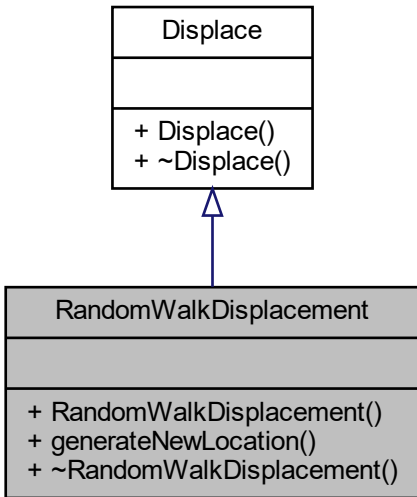 Displace
+ Displace()
+ ~Displace()
RandomWalkDisplacement
+ RandomWalkDisplacement()
+ generateNewLocation()
+ ~RandomWalkDisplacement()